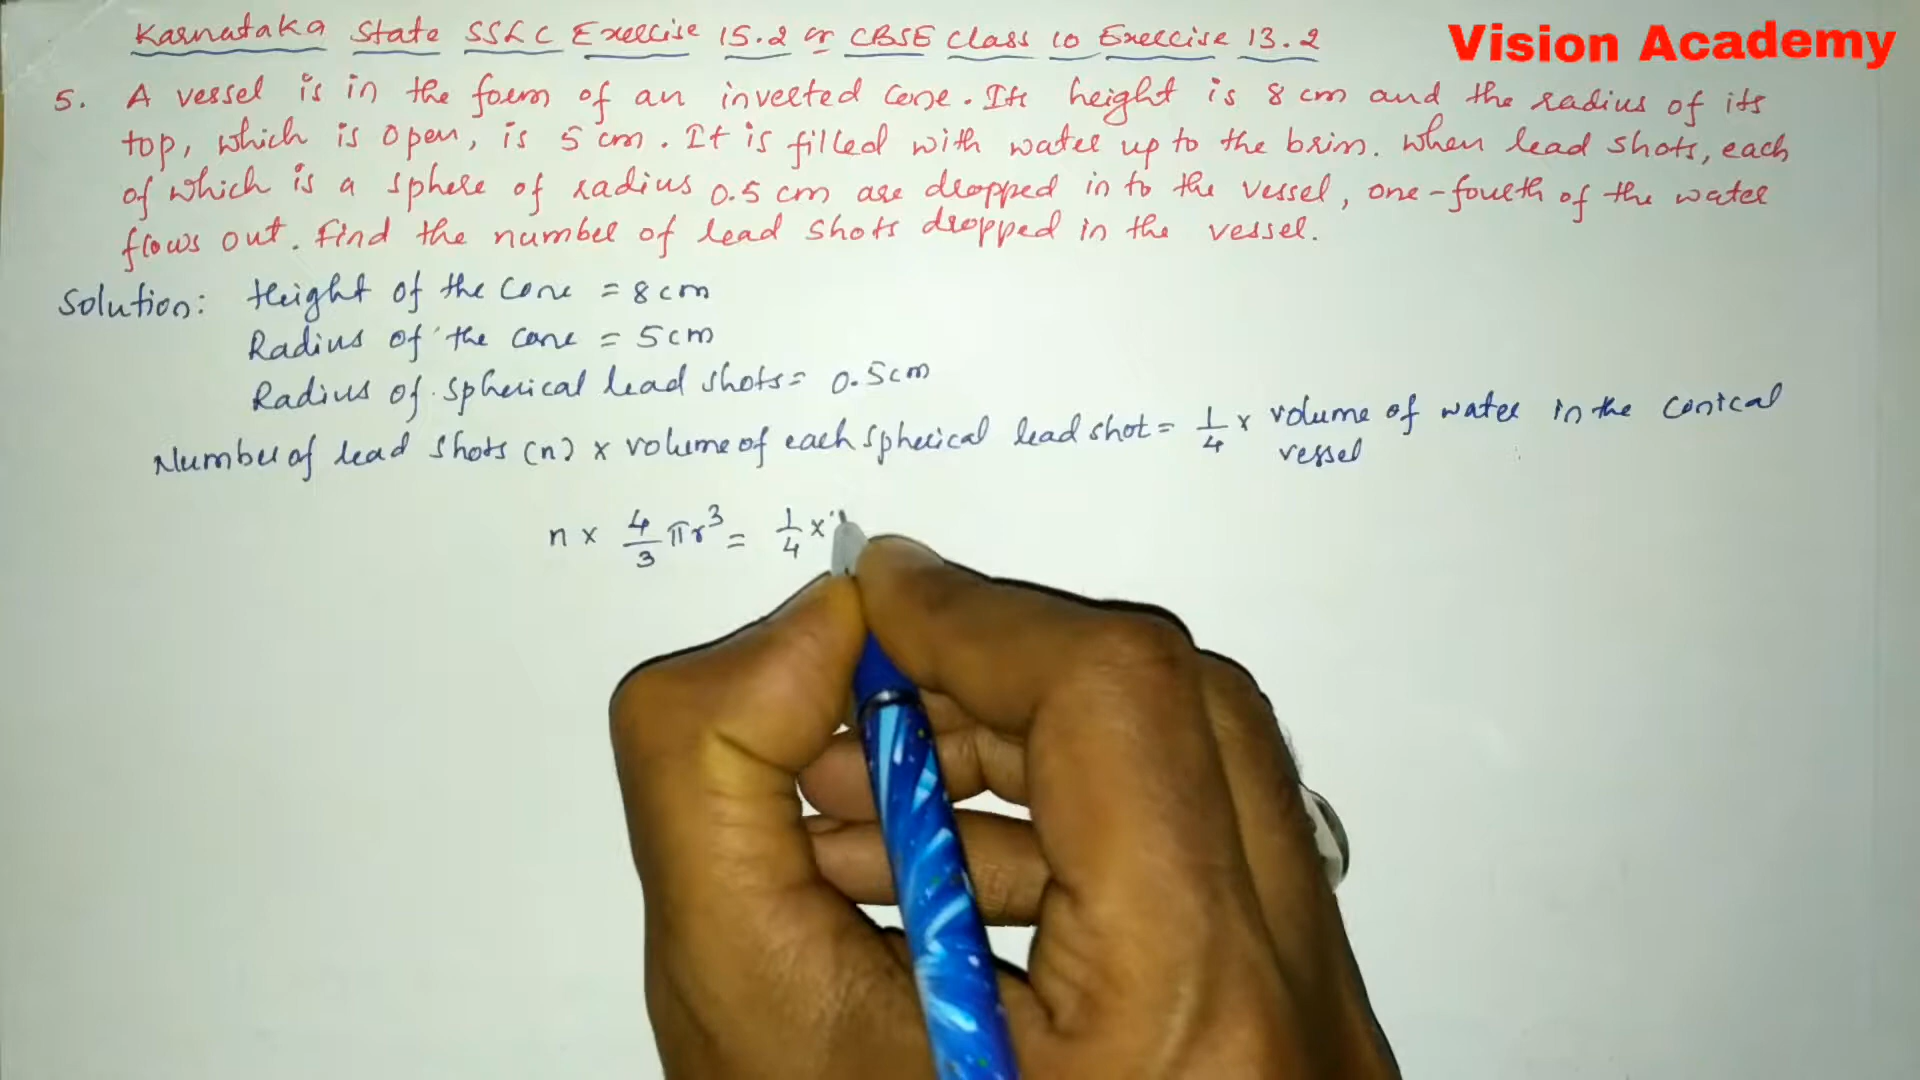 Karnataka State SSLC Exercise 15.2 or CBSE Class 10 Exercise 13.2
Vision Academy
5. A vessel is in the form of an inverted cone. Its height is 8 cm and the radius of its
top, which is open, is 5 cm. It is filled with water up to the brim. When lead shots, each
of which is a sphere of radius 0.5 cm are dropped in to the vessel, one-fourth of the water
flows out. Find the number of lead shots dropped in the vessel.
Solution: Height of the cone = 8cm
Radius of the cone = 5cm
Radius of spherical lead shots = 0.5cm
Number of lead shots (n) x volume of each spherical lead shot = 1/4 x volume of water in the conical
vessel
n x 4/3 πr³ = 1/4 x